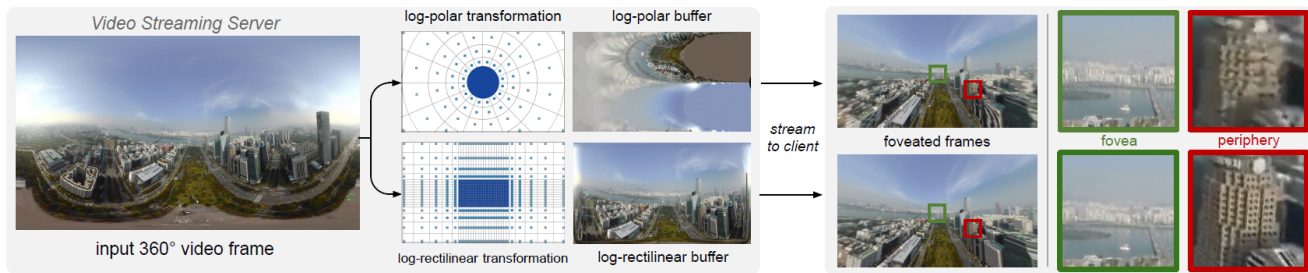 Video Streaming Server
log-polar transformation
log-polar buffer
input 360° video frame
log-rectilinear transformation
log-rectilinear buffer
stream
to client
foveated frames
fovea
periphery